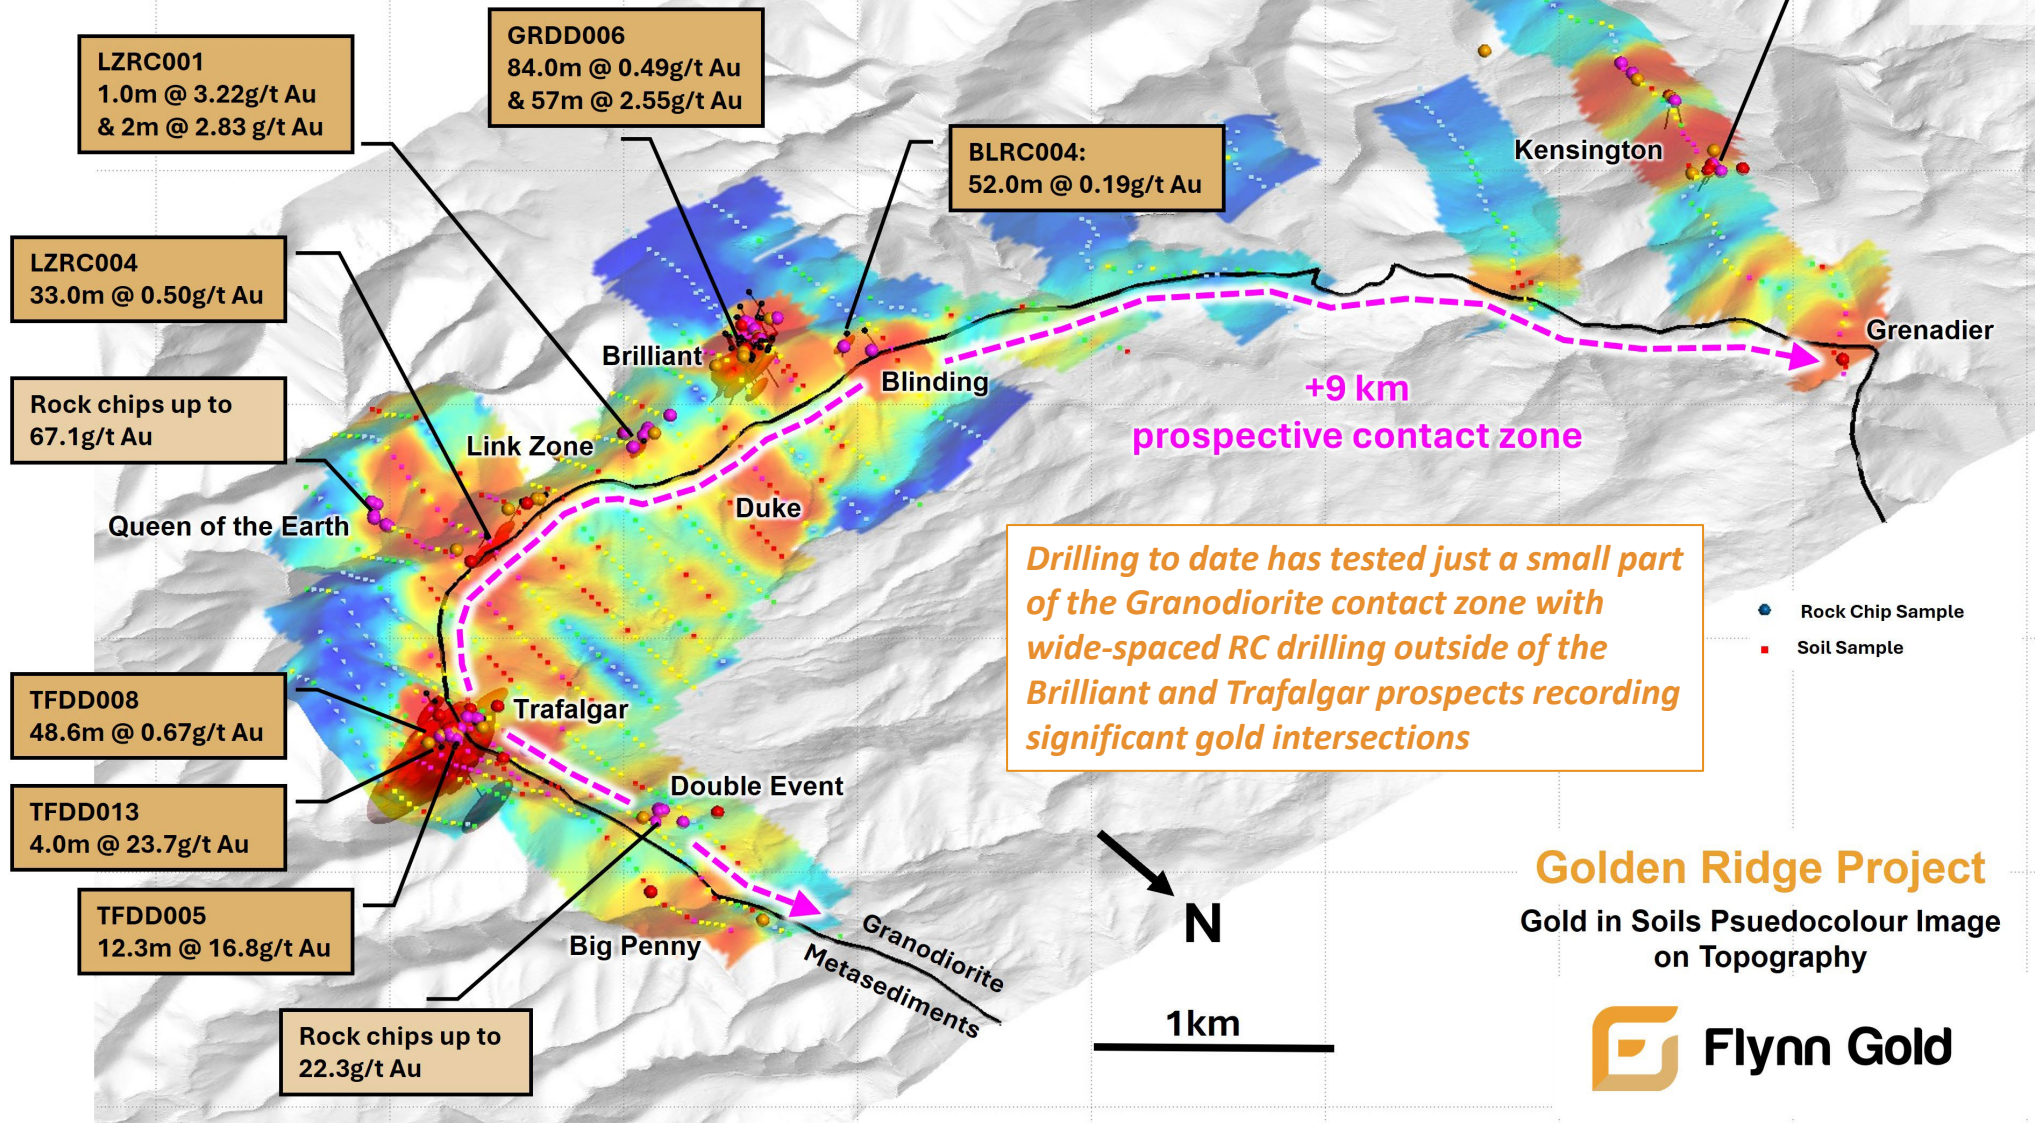 LZRC001
1.0m @ 3.22g/t Au
& 2m @ 2.83 g/t Au
GRDD006
84.0m @ 0.49g/t Au
& 57m @ 2.55g/t Au
BLRC004:
52.0m @ 0.19g/t Au
Kensington
LZRC004
33.0m @ 0.50g/t Au
Grenadier
Brilliant
Blinding
+9 km
prospective contact zone
Rock chips up to
67.1g/t Au
Link Zone
Duke
Queen of the Earth
Drilling to date has tested just a small part
of the Granodiorite contact zone with
wide-spaced RC drilling outside of the
Brilliant and Trafalgar prospects recording
significant gold intersections
Rock Chip Sample
Soil Sample
TFDD008
48.6m @ 0.67g/t Au
Trafalgar
Double Event
TFDD013
4.0m @ 23.7g/t Au
TFDD005
12.3m @ 16.8g/t Au
Big Penny
Granodiorite
Metasediments
N
1km
Rock chips up to
22.3g/t Au
Golden Ridge Project
Gold in Soils Psuedocolour Image
on Topography
Flynn Gold